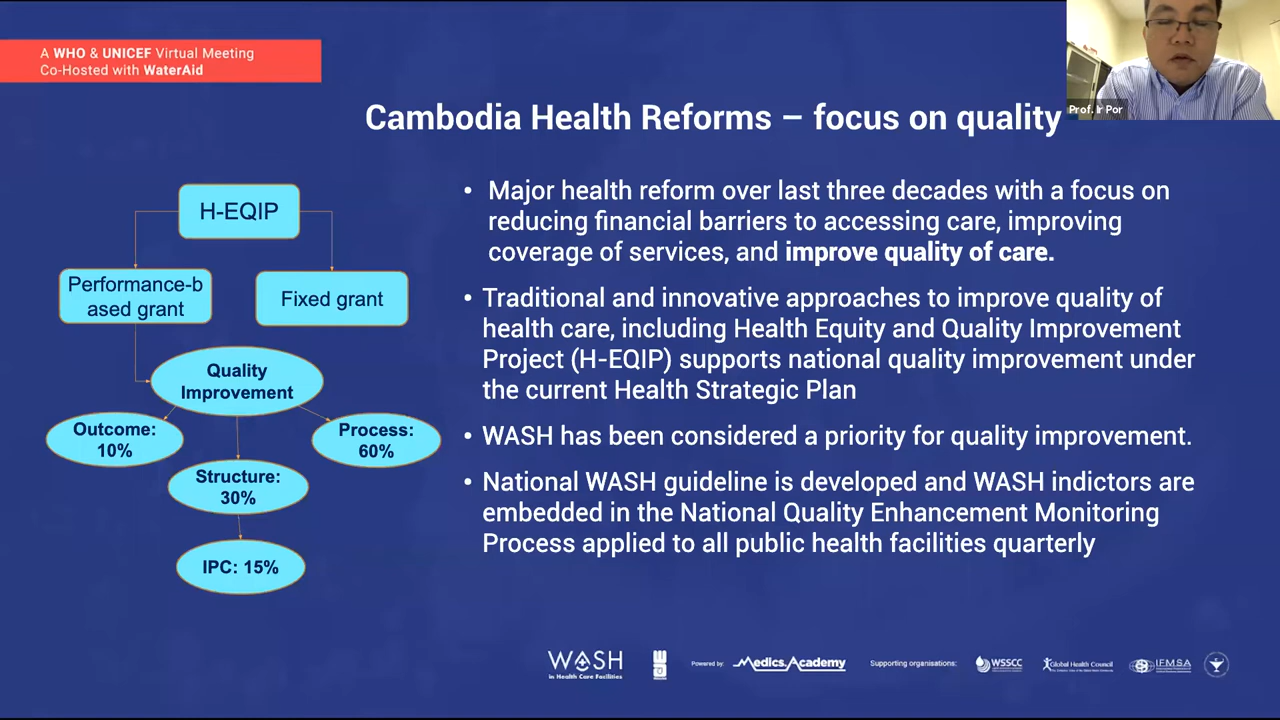 A WHO & UNICEF Virtual Meeting
Co-Hosted with WaterAid
Prof. Ir Por
Cambodia Health Reforms – focus on quality
H-EQIP
Performance-b
ased grant
Fixed grant
Quality
Improvement
Outcome:
10%
Process:
60%
Structure:
30%
IPC: 15%
• Major health reform over last three decades with a focus on
reducing financial barriers to accessing care, improving
coverage of services, and improve quality of care.
• Traditional and innovative approaches to improve quality of
health care, including Health Equity and Quality Improvement
Project (H-EQIP) supports national quality improvement under
the current Health Strategic Plan
• WASH has been considered a priority for quality improvement.
• National WASH guideline is developed and WASH indictors are
embedded in the National Quality Enhancement Monitoring
Process applied to all public health facilities quarterly
WASH
in Health Care Facilities
Powered by:
Medics.Academy
Supporting organisations:
WSSCC
Global Health Council
IFMSA